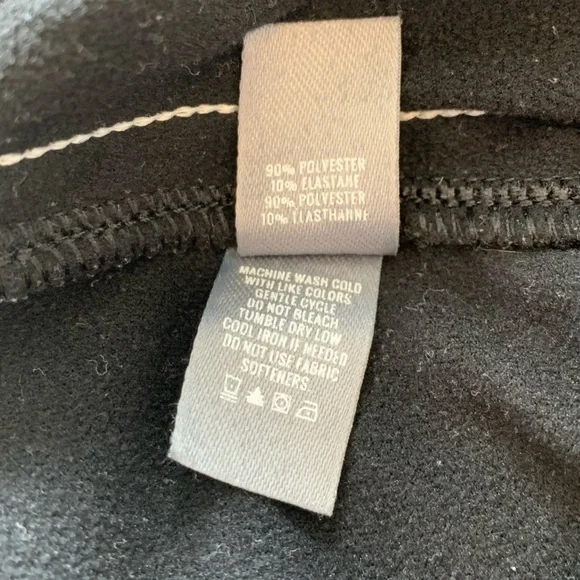 90% POLYESTER
10% ELASTANE
90% POLYESTER
10% ELASTHANNE
MACHINE WASH COLD
WITH LIKE COLORS
GENTLE CYCLE
DO NOT BLEACH
TUMBLE DRY LOW
COOL IRON IF NEEDED
DO NOT USE FABRIC
SOFTENERS